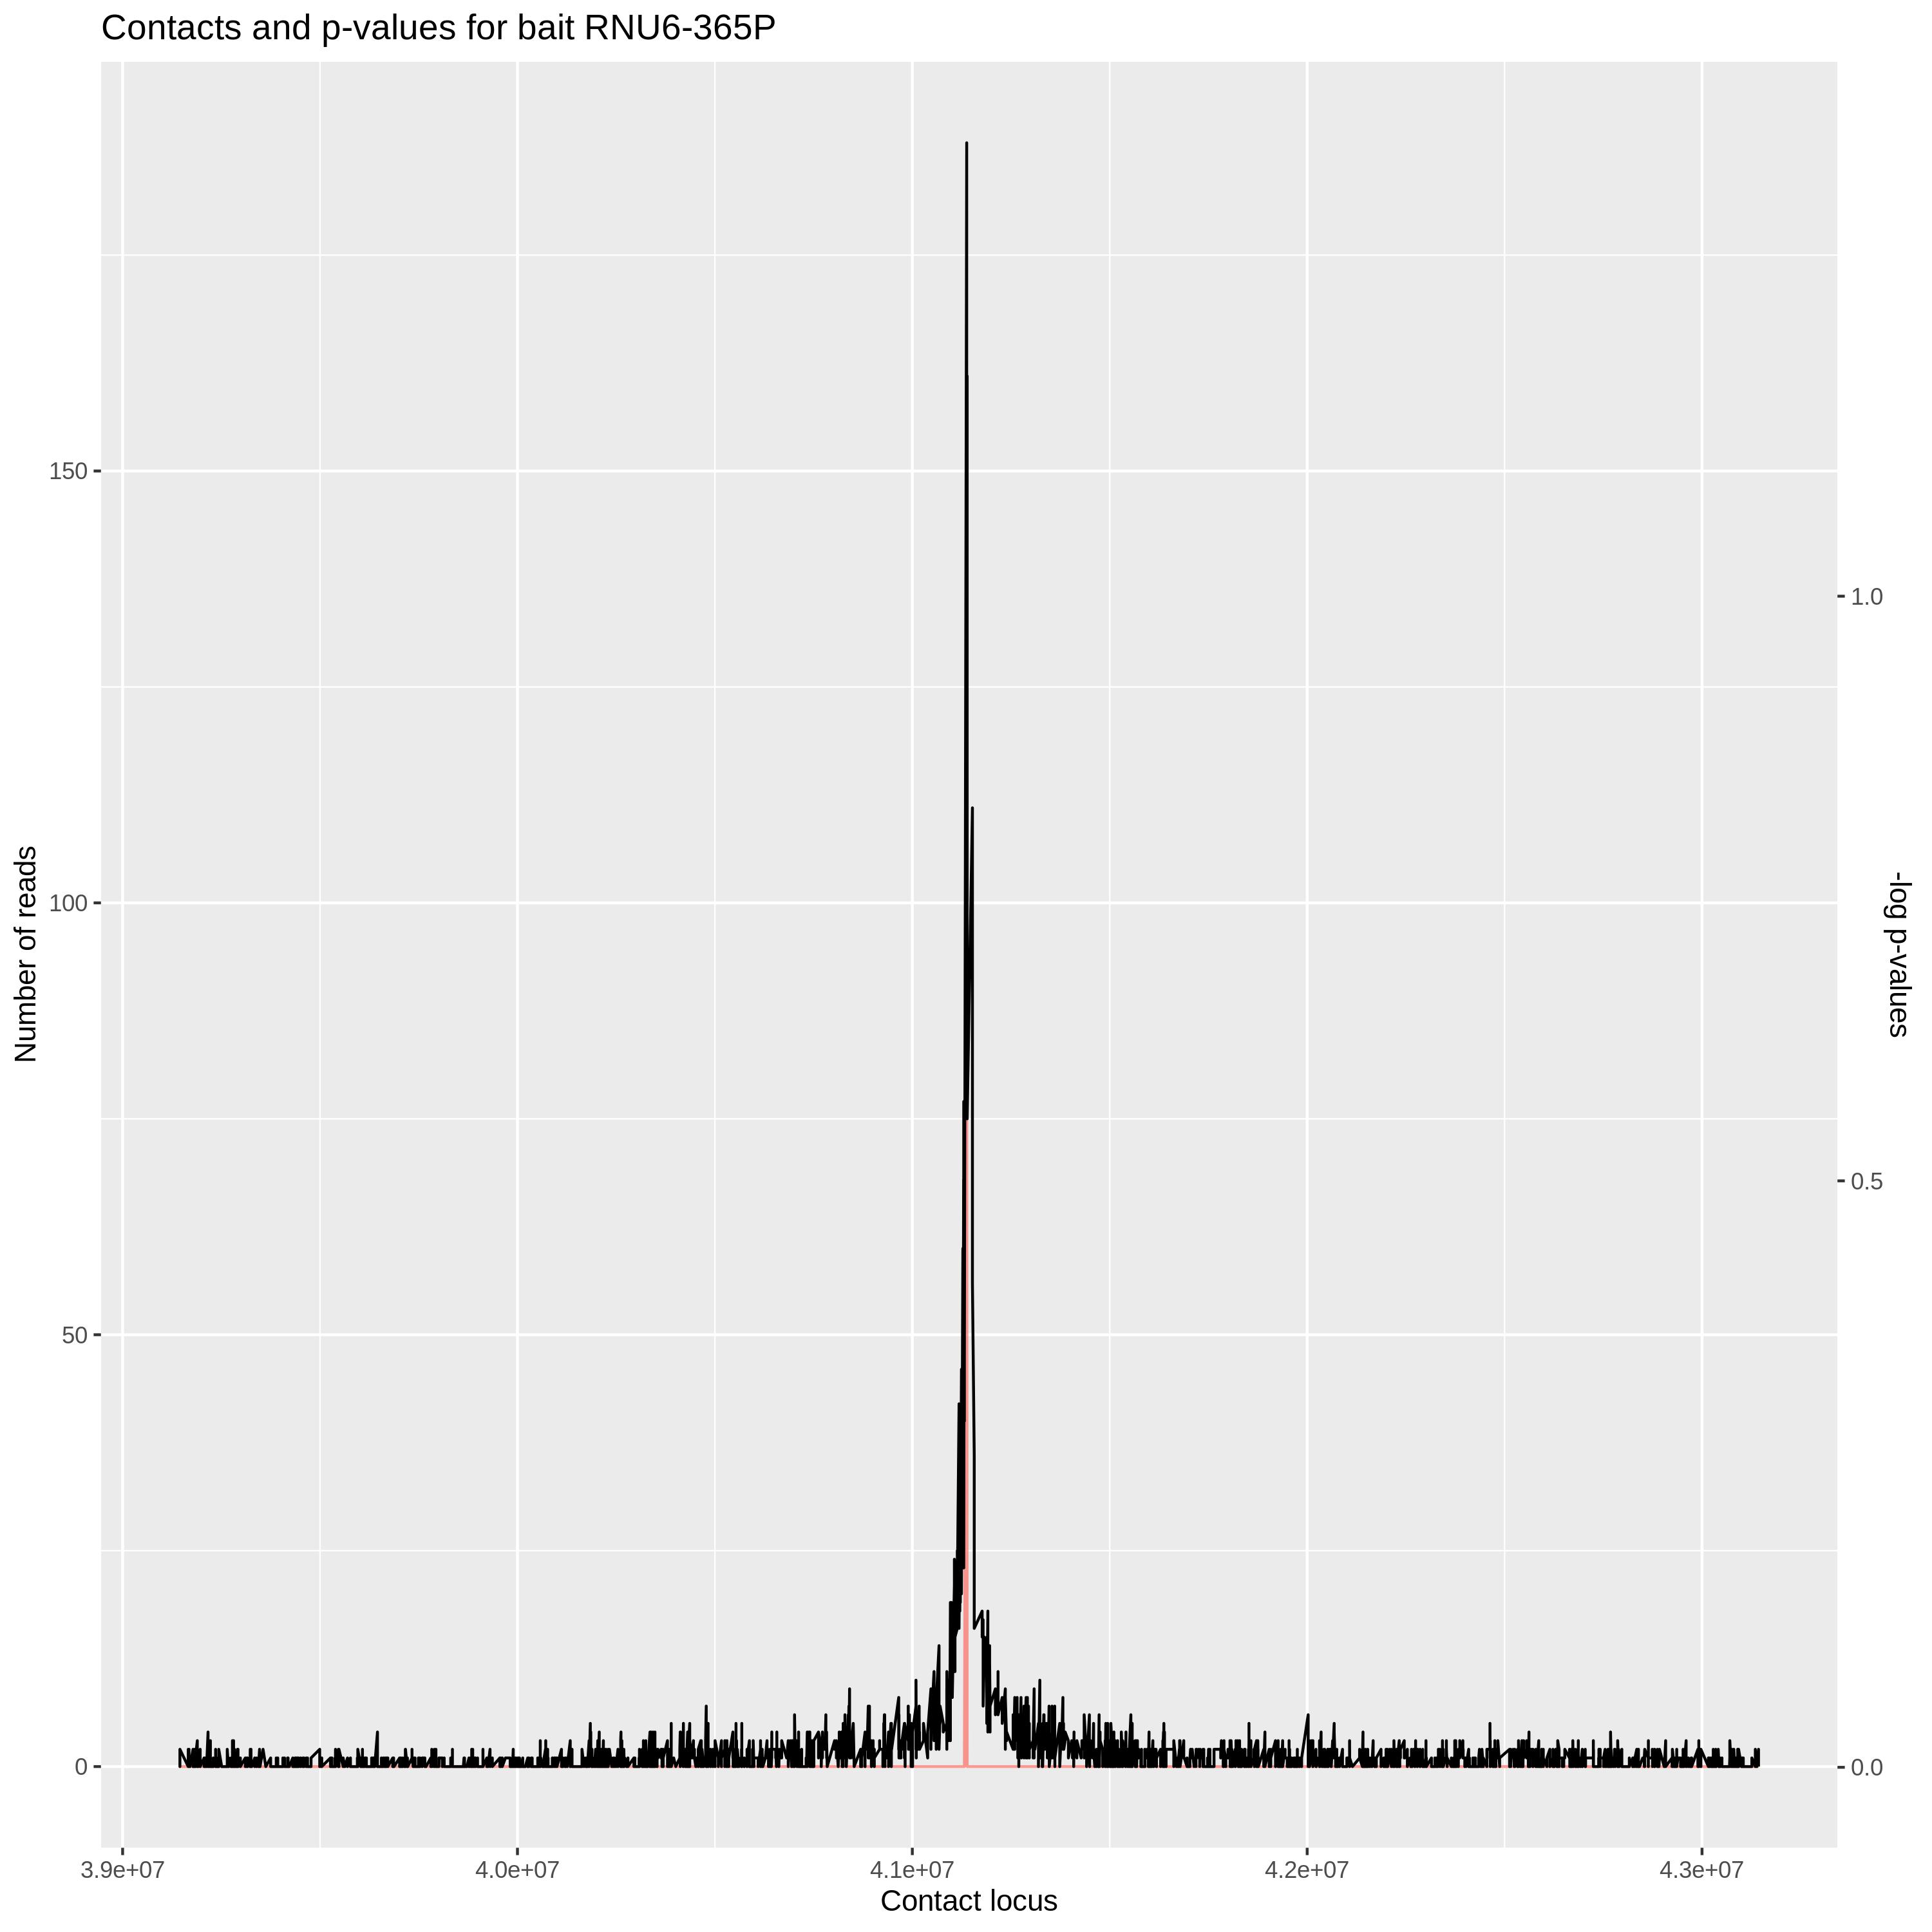 Contacts and p-values for bait RNU6-365P
Number of reads
150
100
50
0
1.0
0.5
0.0
-log p-values
3.9e+07 4.0e+07 4.1e+07 4.2e+07 4.3e+07
Contact locus